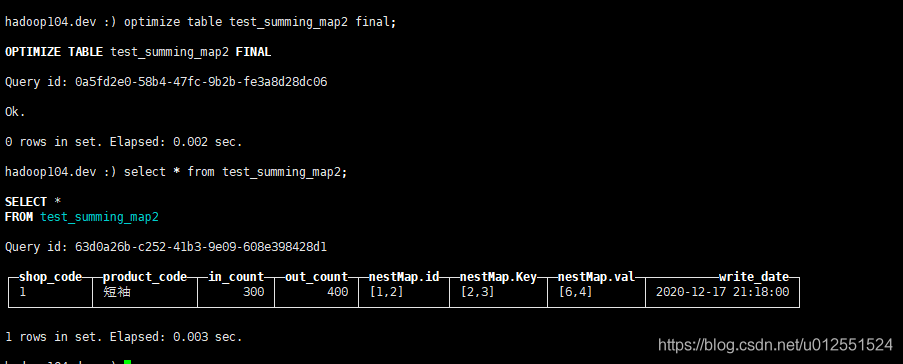 hadoop104.dev :) optimize table test_summing_map2 final;
OPTIMIZE TABLE test_summing_map2 FINAL
Query id: 0a5fd2e0-58b4-47fc-9b2b-fe3a8d28dc06
Ok.
0 rows in set. Elapsed: 0.002 sec.
hadoop104.dev :) select * from test_summing_map2;
SELECT *
FROM test_summing_map2
Query id: 63d0a26b-c252-41b3-9e09-608e398428d1
shop_code product_code in_count out_count nestMap.id nestMap.Key nestMap.val write_date
1 短袖 300 400 [1,2] [2,3] [6,4] 2020-12-17 21:18:00
1 rows in set. Elapsed: 0.003 sec.
https://blog.csdn.net/u012551524
hadoop104.dev :)